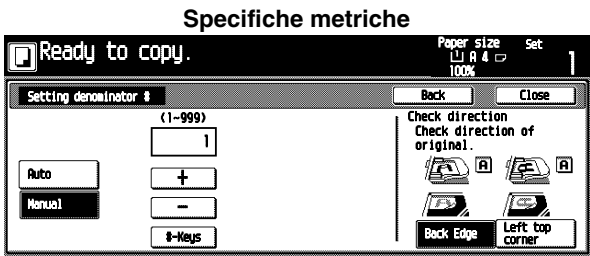 Specifiche metriche
Ready to copy.
Paper size
Set
A4
100%
1
Setting denominator #
Back
Close
(1~999)
1
Auto
+
Manual
−
#-Keys
Check direction
Check direction of
original.
A
A
Back Edge
Left top
corner